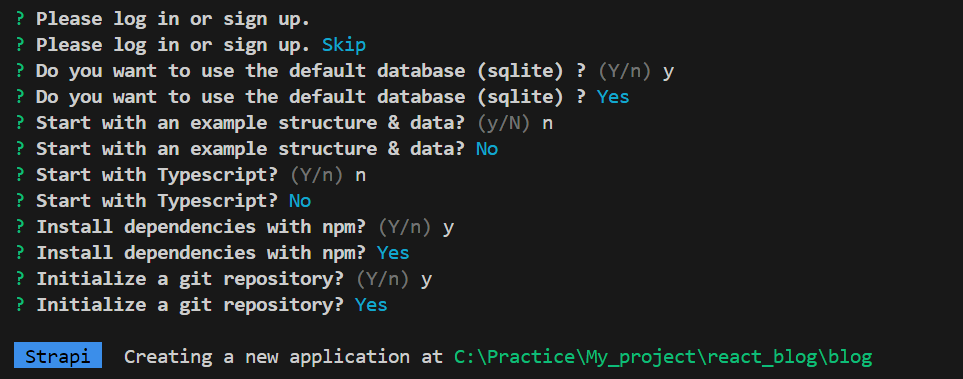 ? Please log in or sign up.
? Please log in or sign up. Skip
? Do you want to use the default database (sqlite) ? (Y/n) y
? Do you want to use the default database (sqlite) ? Yes
? Start with an example structure & data? (y/N) n
? Start with an example structure & data? No
? Start with Typescript? (Y/n) n
? Start with Typescript? No
? Install dependencies with npm? (Y/n) y
? Install dependencies with npm? Yes
? Initialize a git repository? (Y/n) y
? Initialize a git repository? Yes
Strapi Creating a new application at C:\Practice\My_project\react_blog\blog